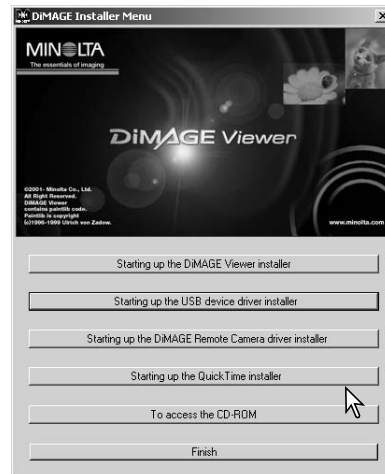 DiMAGE Installer Menu
MINOLTA
The essentials of imaging
DiMAGE Viewer
©2001- Minolta Co., Ltd.
All Right Reserved.
DiMAGE Viewer
contains paintlib code.
Paintlib is copyright
(c)1996-1999 Ulrich von Zadow.
www.minolta.com
Starting up the DiMAGE Viewer installer
Starting up the USB device driver installer
Starting up the DiMAGE Remote Camera driver installer
Starting up the QuickTime installer
To access the CD-ROM
Finish